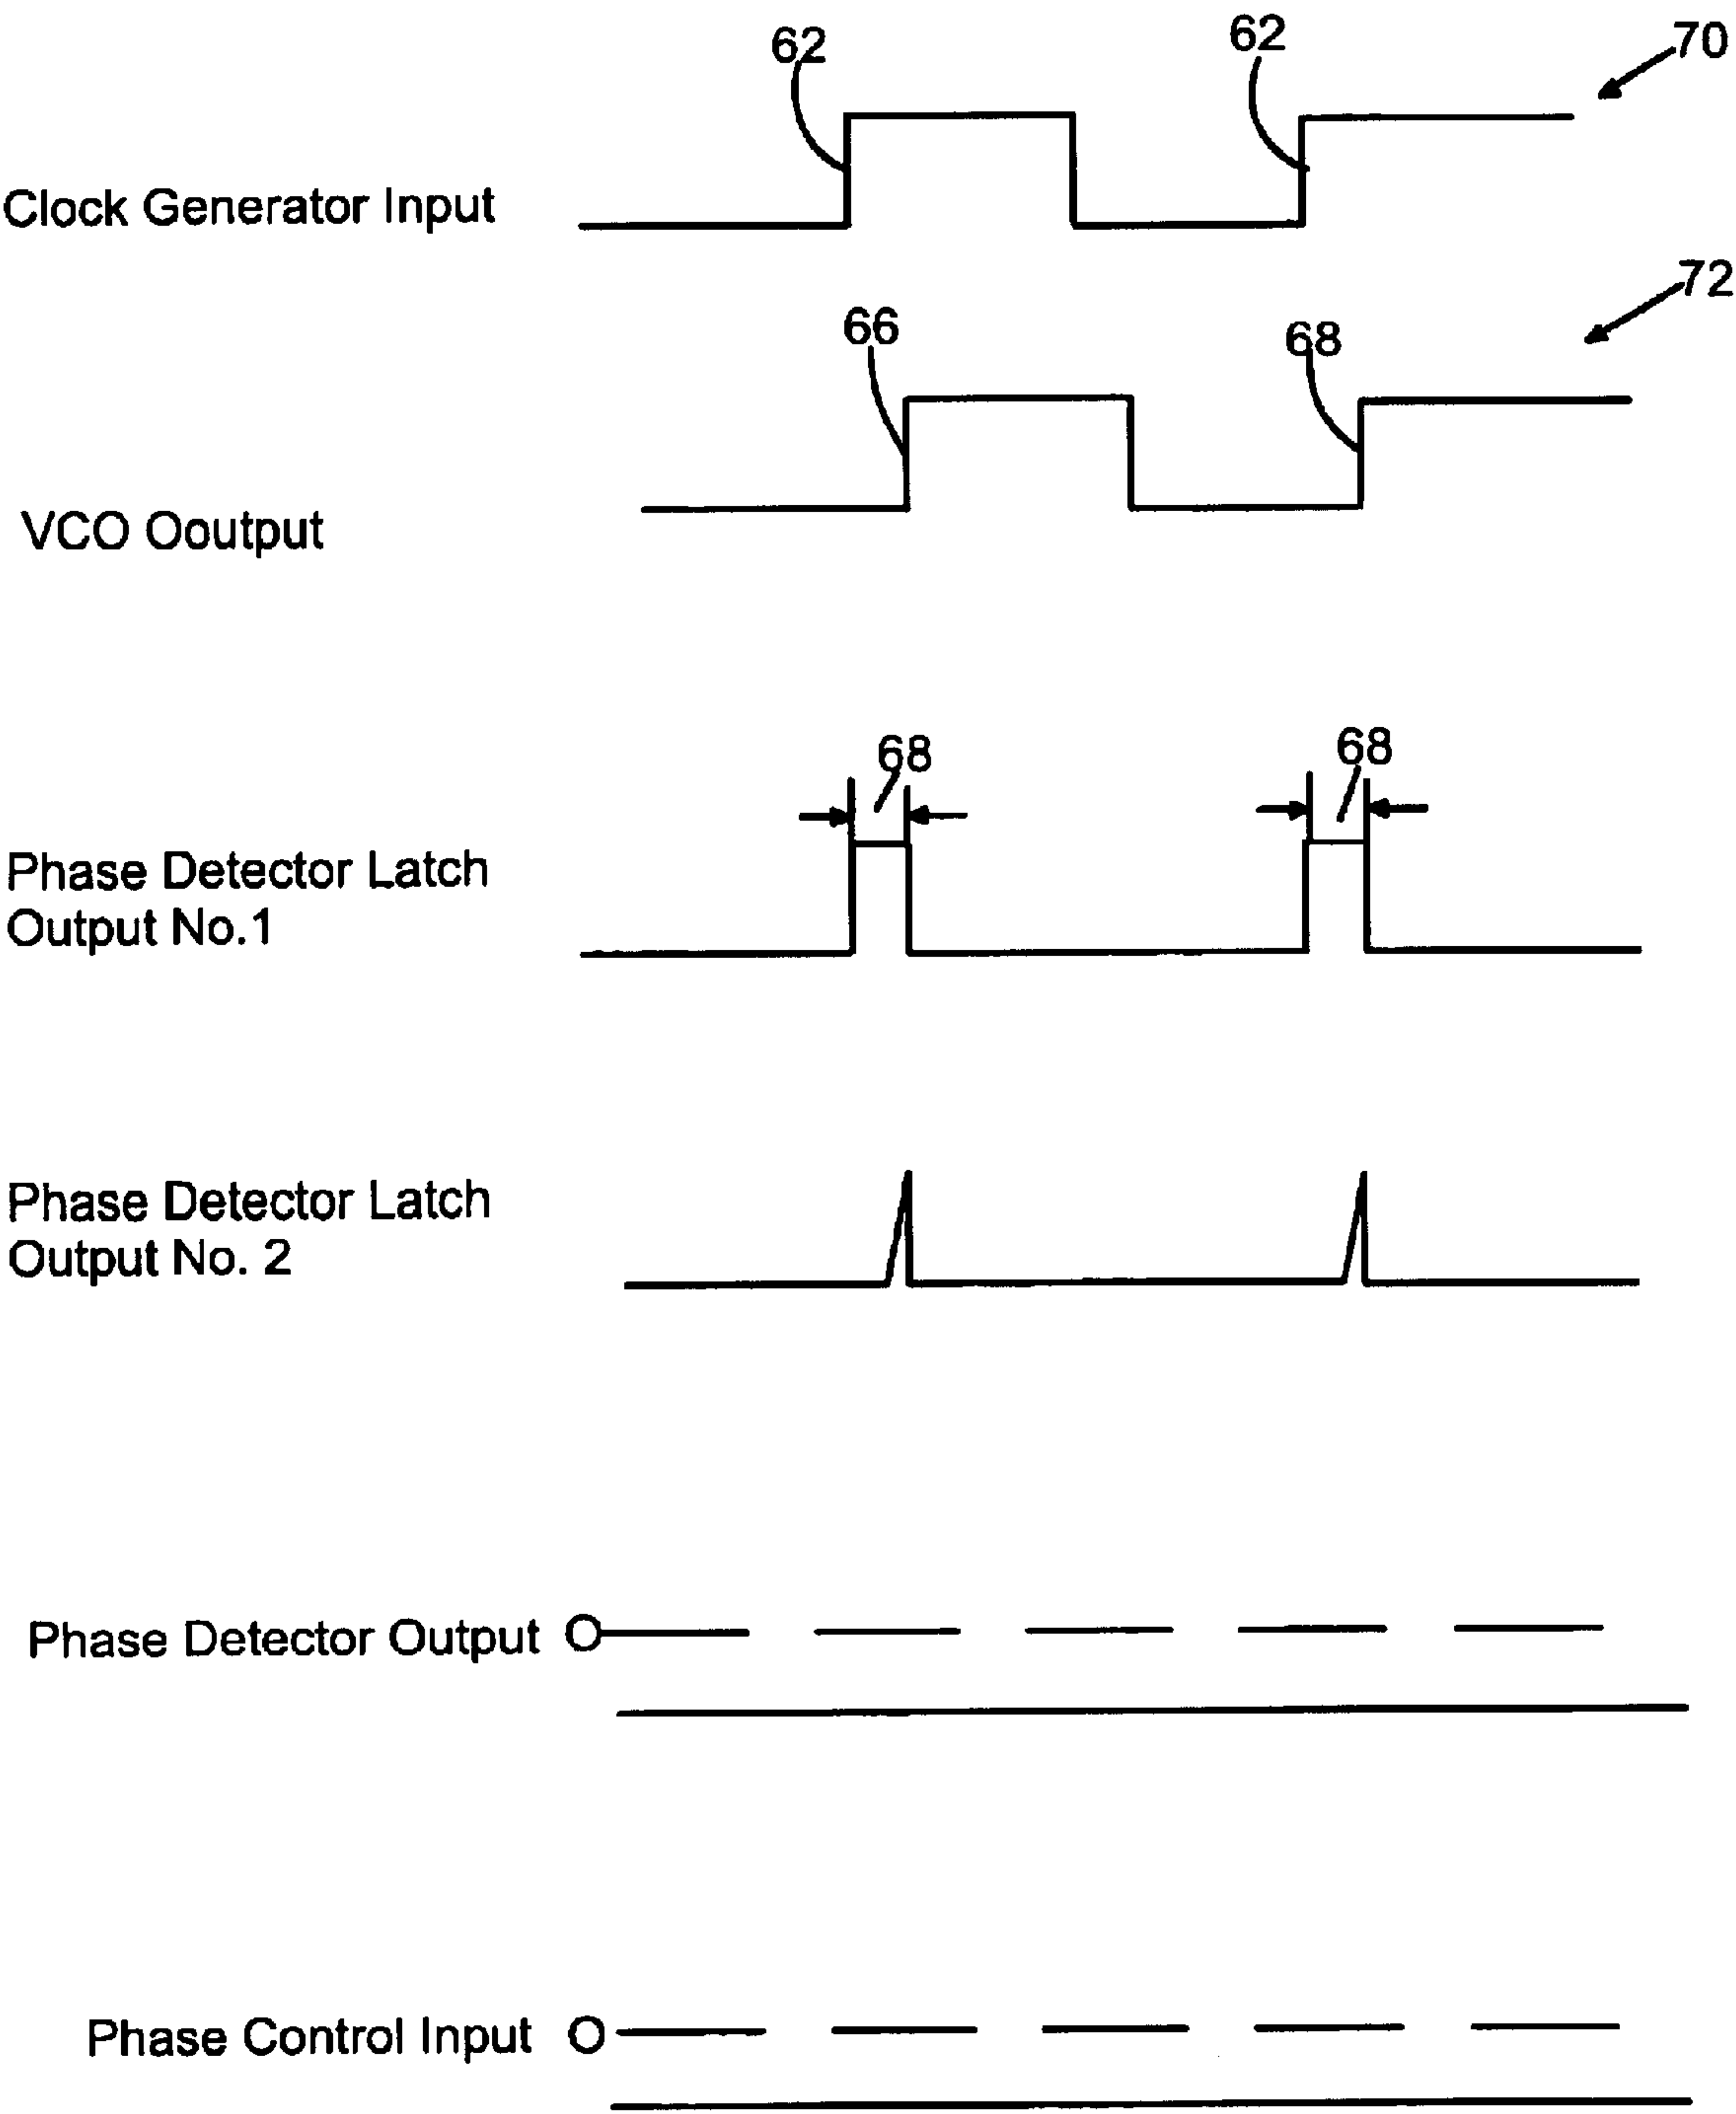 62
62
70
Clock Generator Input
72
66
68
VCO Ooutput
68
68
Phase Detector Latch
Output No.1
Phase Detector Latch
Output No. 2
Phase Detector Output
Phase Control Input